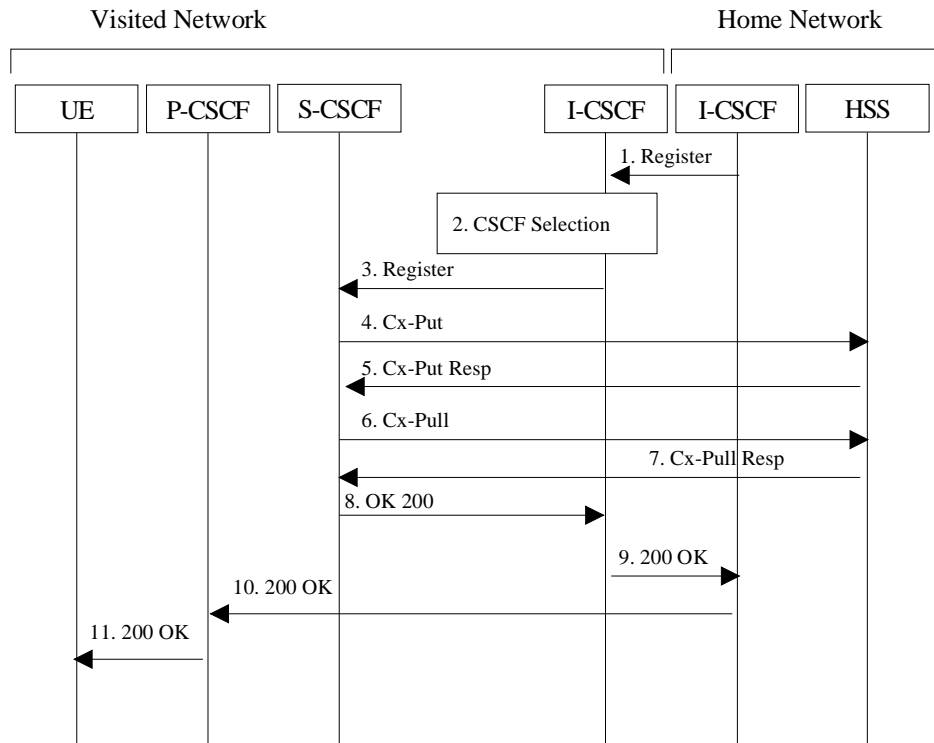 Visited Network Home Network
UE P-CSCF S-CSCF I-CSCF I-CSCF HSS
1. Register
2. CSCF Selection
3. Register
4. Cx-Put
5. Cx-Put Resp
6. Cx-Pull
7. Cx-Pull Resp
8. OK 200
9. 200 OK
10. 200 OK
11. 200 OK